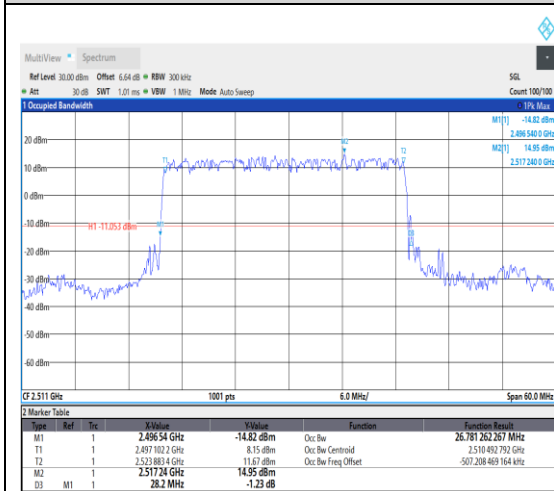 MultiView Spectrum
Ref Level 30.00 dBm Offset 6.64 dB RBW 300 kHz SGL
Att 30 dB SWT 1.01 ms VBW 1 MHz Mode Auto Sweep Count 100/100
1 Occupied Bandwidth 1Pk Max
M1[1] -14.82 dBm
2.496 540 0 GHz
M2[1] 14.95 dBm
2.517 240 0 GHz
20 dBm
M2
T1
T2
10 dBm
0 dBm
-10 dBm
H1 -11.053 dBm
M1
D3
-20 dBm
-30 dBm
-40 dBm
-50 dBm
-60 dBm
CF 2.511 GHz 1001 pts 6.0 MHz/ Span 60.0 MHz
2 Marker Table
Type Ref Trc X-Value Y-Value Function Function Result
M1 1 2.496 54 GHz -14.82 dBm Occ Bw 26.781 262 267 MHz
T1 1 2.497 102 2 GHz 8.15 dBm Occ Bw Centroid 2.510 492 792 GHz
T2 1 2.523 883 4 GHz 11.67 dBm Occ Bw Freq Offset -507.208 469 164 kHz
M2 1 2.517 24 GHz 14.95 dBm
D3 M1 1 28.2 MHz -1.23 dB